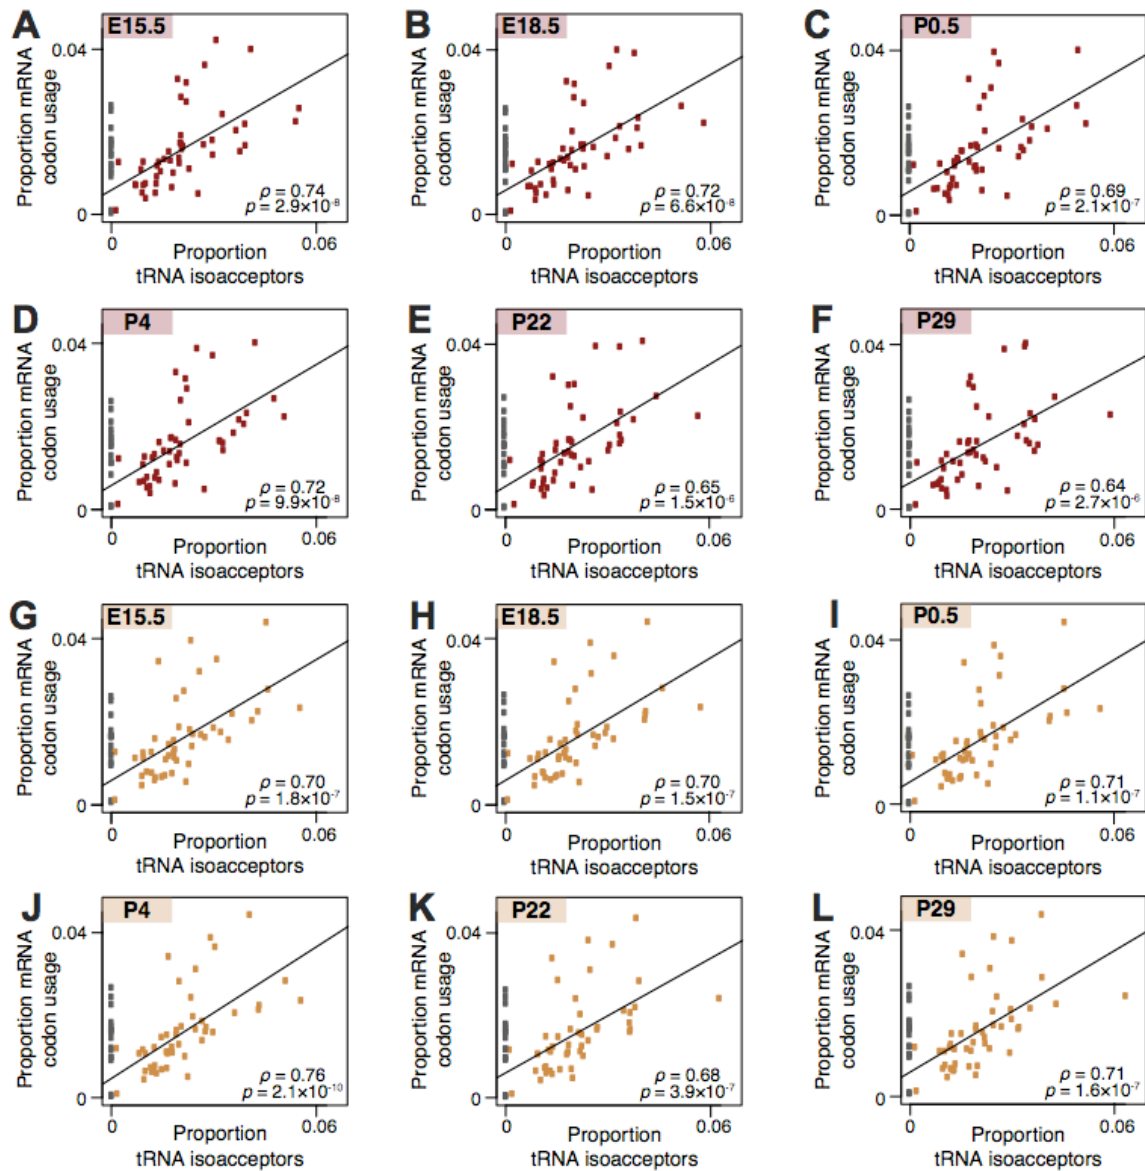 A
E15.5
Proportion mRNA
codon usage
0.04
0
ρ = 0.74
p = 2.9×10⁻⁸
0
0.06
Proportion
tRNA isoacceptors
B
E18.5
Proportion mRNA
codon usage
0.04
0
ρ = 0.72
p = 6.6×10⁻⁸
0
0.06
Proportion
tRNA isoacceptors
C
P0.5
Proportion mRNA
codon usage
0.04
0
ρ = 0.69
p = 2.1×10⁻⁷
0
0.06
Proportion
tRNA isoacceptors
D
P4
Proportion mRNA
codon usage
0.04
0
ρ = 0.72
p = 9.9×10⁻⁸
0
0.06
Proportion
tRNA isoacceptors
E
P22
Proportion mRNA
codon usage
0.04
0
ρ = 0.65
p = 1.5×10⁻⁶
0
0.06
Proportion
tRNA isoacceptors
F
P29
Proportion mRNA
codon usage
0.04
0
ρ = 0.64
p = 2.7×10⁻⁶
0
0.06
Proportion
tRNA isoacceptors
G
E15.5
Proportion mRNA
codon usage
0.04
0
ρ = 0.70
p = 1.8×10⁻⁷
0
0.06
Proportion
tRNA isoacceptors
H
E18.5
Proportion mRNA
codon usage
0.04
0
ρ = 0.70
p = 1.5×10⁻⁷
0
0.06
Proportion
tRNA isoacceptors
I
P0.5
Proportion mRNA
codon usage
0.04
0
ρ = 0.71
p = 1.1×10⁻⁷
0
0.06
Proportion
tRNA isoacceptors
J
P4
Proportion mRNA
codon usage
0.04
0
ρ = 0.76
p = 2.1×10⁻¹⁰
0
0.06
Proportion
tRNA isoacceptors
K
P22
Proportion mRNA
codon usage
0.04
0
ρ = 0.68
p = 3.9×10⁻⁷
0
0.06
Proportion
tRNA isoacceptors
L
P29
Proportion mRNA
codon usage
0.04
0
ρ = 0.71
p = 1.6×10⁻⁷
0
0.06
Proportion
tRNA isoacceptors